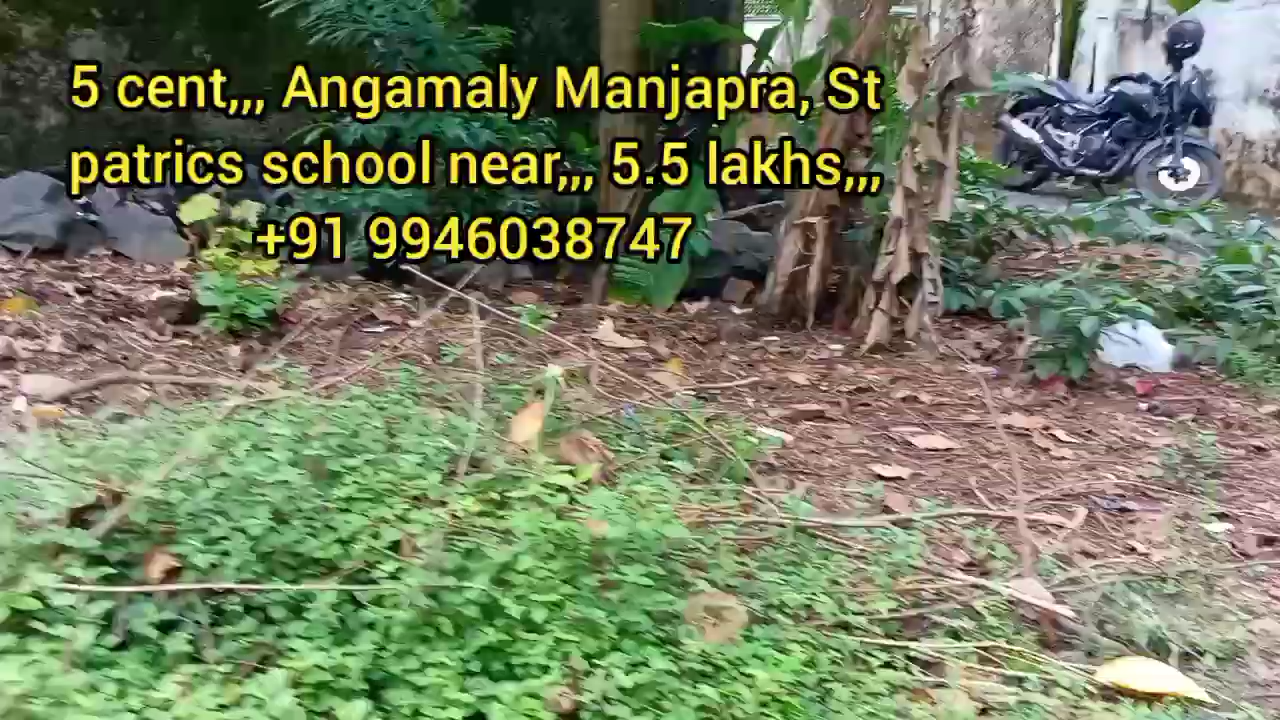 5 cent,,, Angamaly Manjapra, St
patrics school near,,, 5.5 lakhs,,,
+91 9946038747